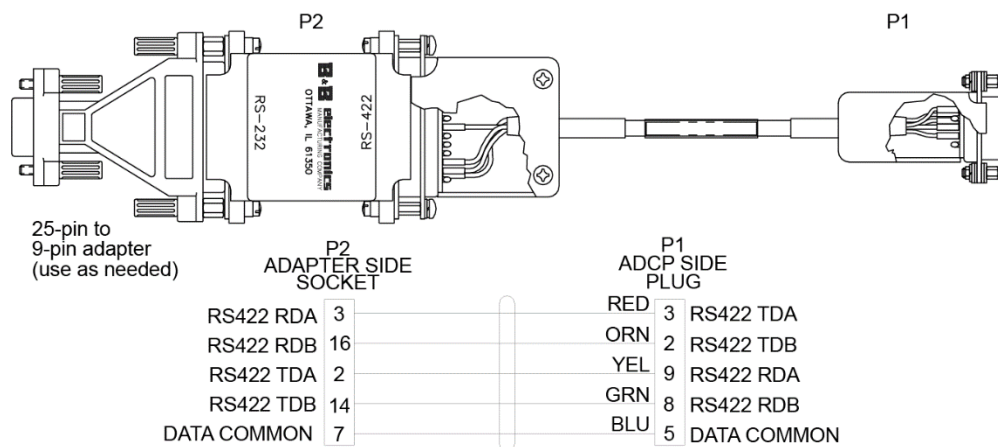 P2
P1
RS-232
B&B electronics
MANUFACTURING COMPANY
OTTAWA, IL 61350
RS-422
25-pin to
9-pin adapter
(use as needed)
P2
ADAPTER SIDE
SOCKET
P1
ADCP SIDE
PLUG
RS422 RDA 3 RED 3 RS422 TDA
RS422 RDB 16 ORN 2 RS422 TDB
RS422 TDA 2 YEL 9 RS422 RDA
RS422 TDB 14 GRN 8 RS422 RDB
DATA COMMON 7 BLU 5 DATA COMMON